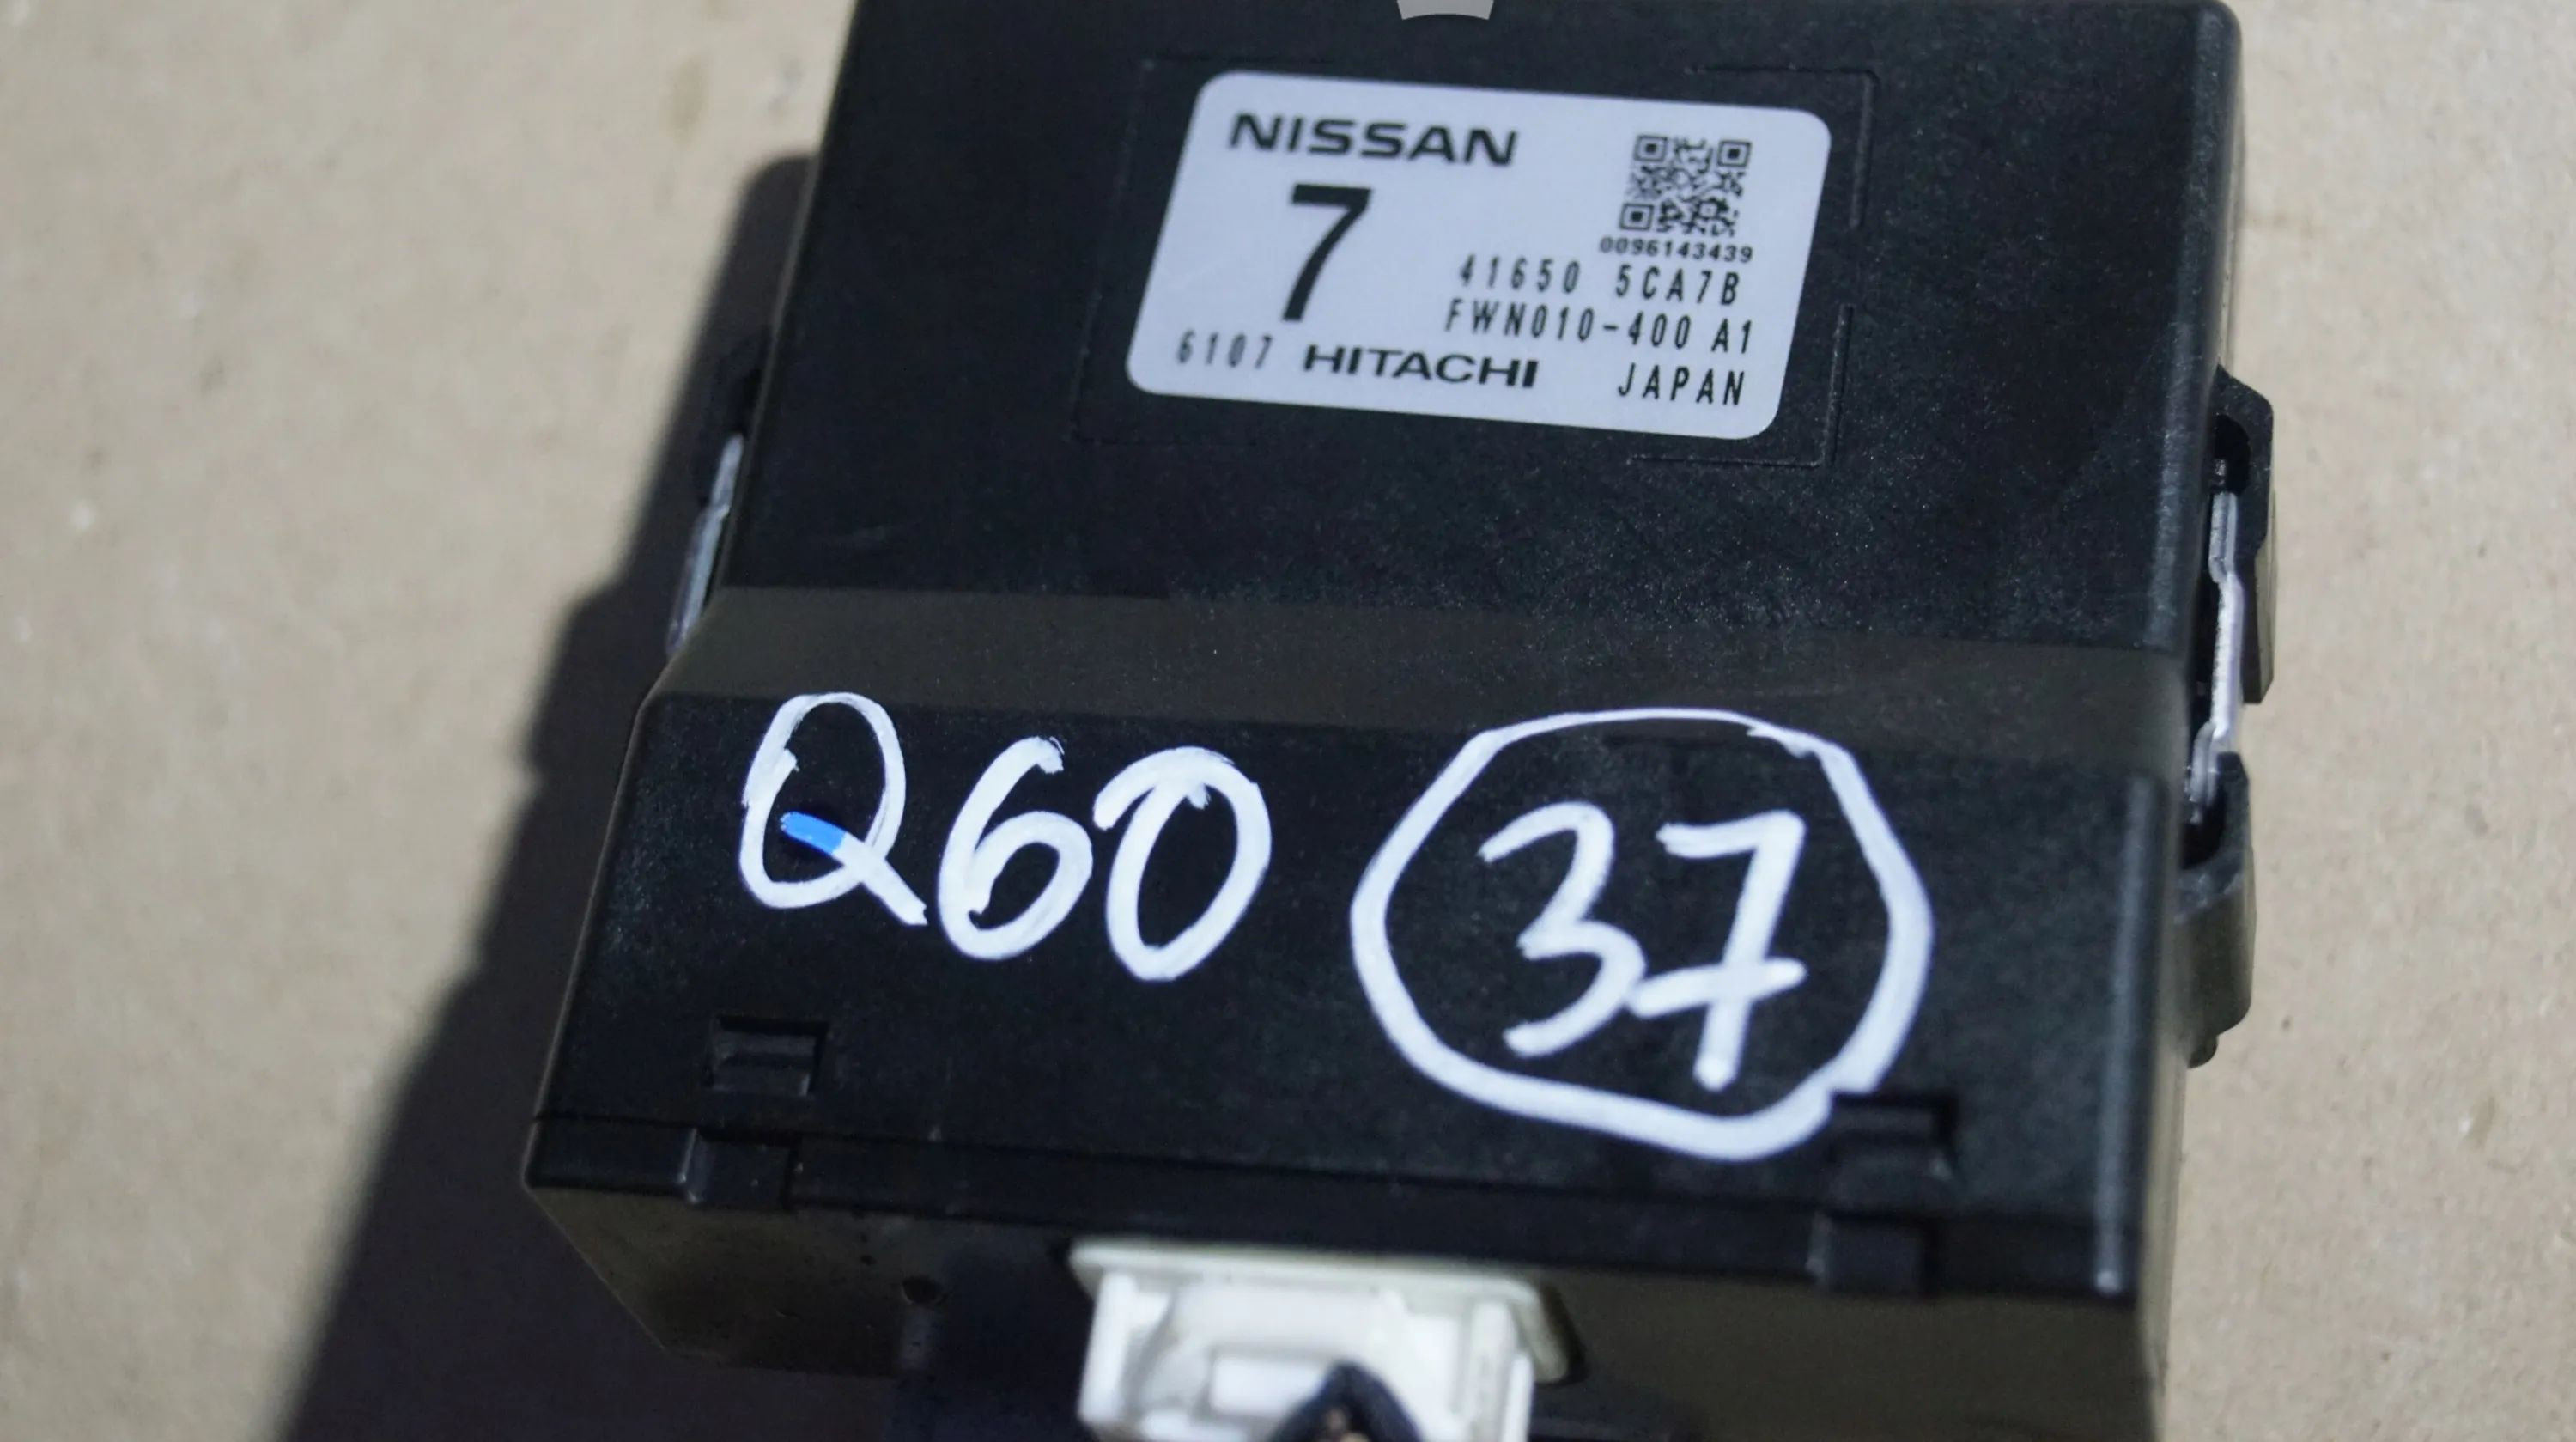 NISSAN
7
0096143439
41650 5CA7B
FWN010-400 A1
6107 HITACHI JAPAN
Q60 37